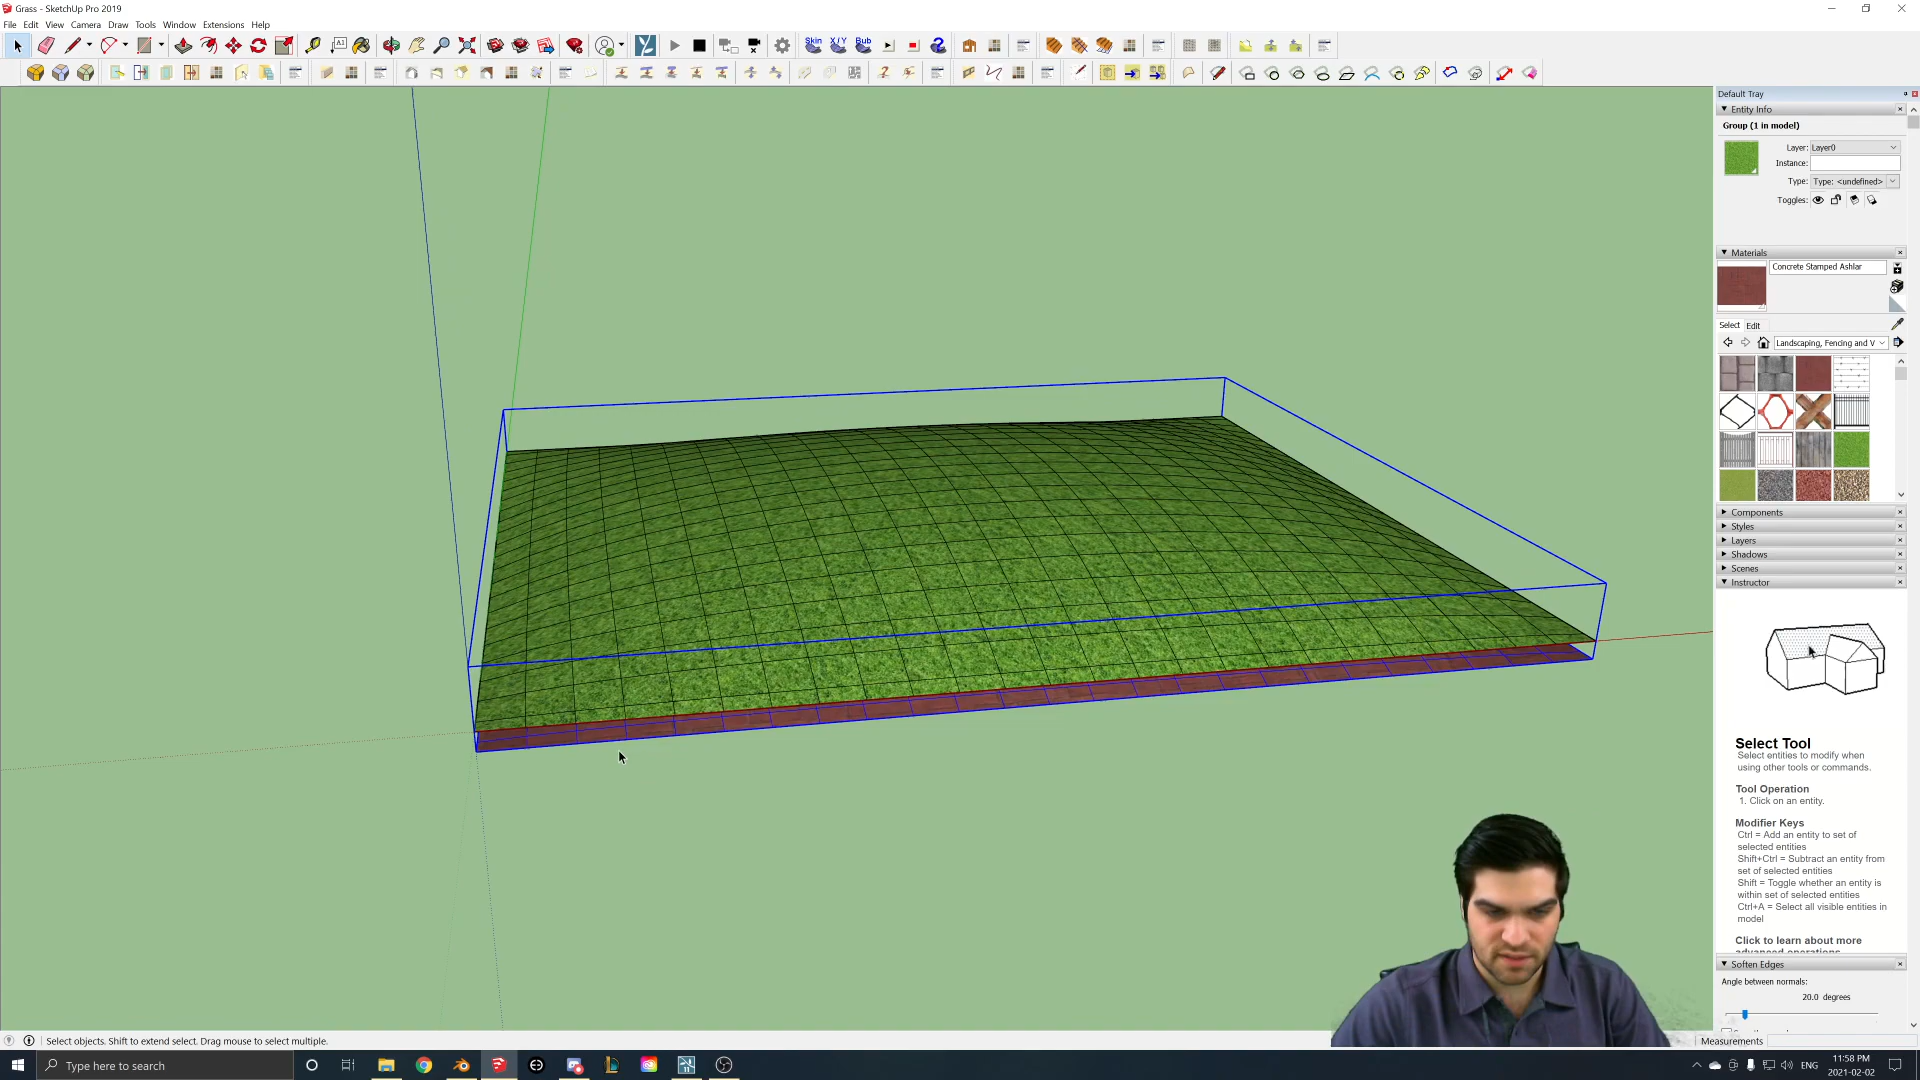 Grass - SketchUp Pro 2019
File Edit View Camera Draw Tools Window Extensions Help
A1
Skin X/Y Bub
Default Tray
Entity Info
Group (1 in model)
Layer: Layer0
Instance:
Type: Type: <undefined>
Toggles:
Materials
Concrete Stamped Ashlar
Select Edit
Landscaping, Fencing and V
Components
Styles
Layers
Shadows
Scenes
Instructor
Select Tool
Select entities to modify when
using other tools or commands.
Tool Operation
1. Click on an entity.
Modifier Keys
Ctrl = Add an entity to set of
selected entities
Shift+Ctrl = Subtract an entity from
set of selected entities
Shift = Toggle whether an entity is
within set of selected entities
Ctrl+A = Select all visible entities in
model
Click to learn about more
advanced operations
Soften Edges
Angle between normals:
20.0 degrees
Select objects. Shift to extend select. Drag mouse to select multiple.
Measurements
Type here to search
ENG
11:58 PM
2021-02-02